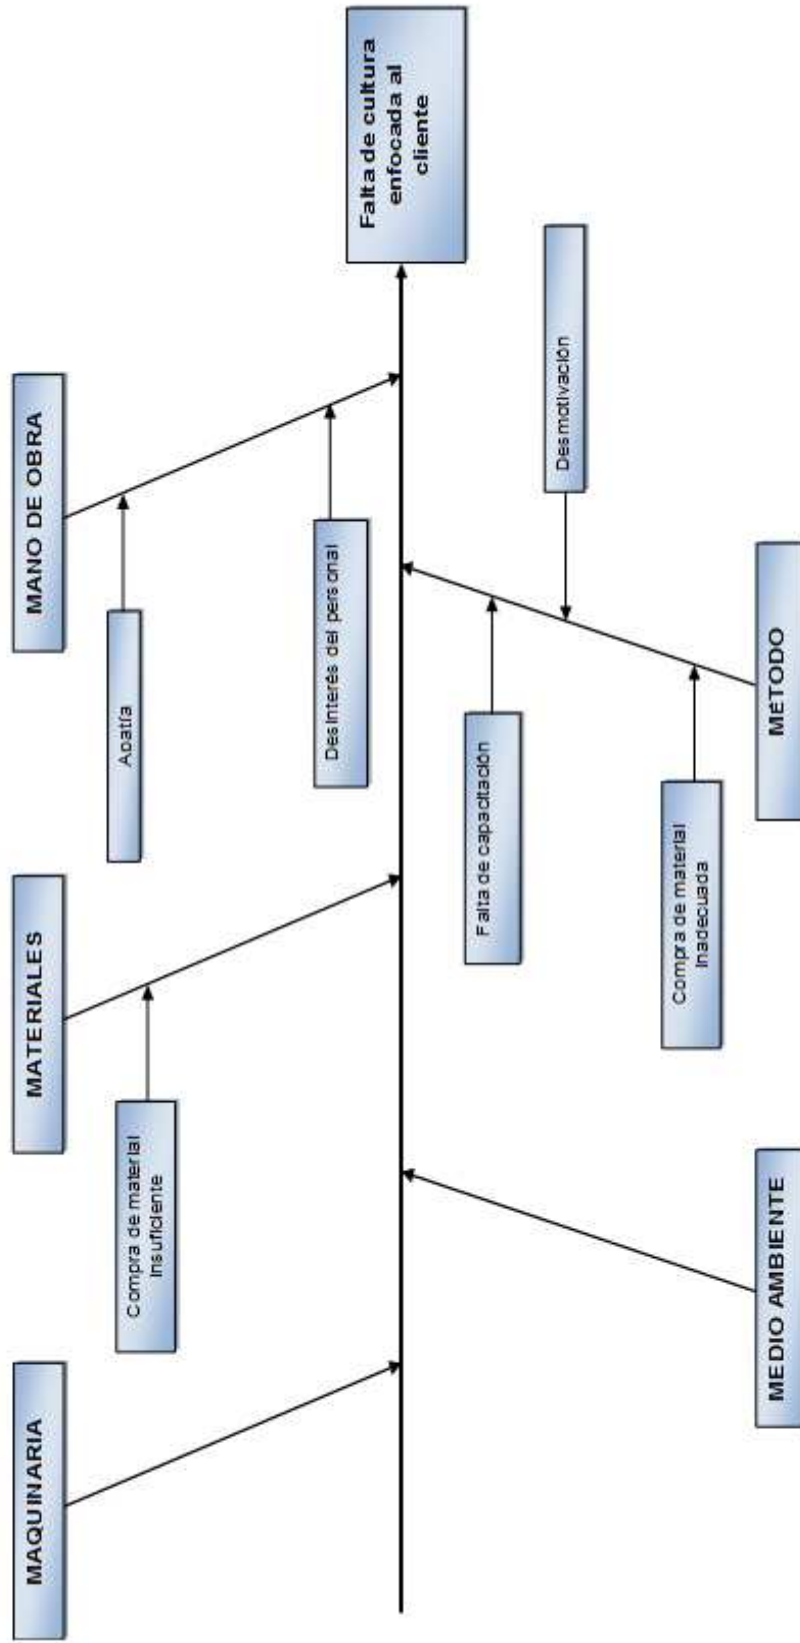 MAQUINARIA
MATERIALES
MANO DE OBRA
Compra de material
Insuficiente
Apatía
Desinterés del personal
Falta de cultura
enfocada al
cliente
Falta de capacitación
Desmotivación
Compra de material
Inadecuada
MEDIO AMBIENTE
MÉTODO